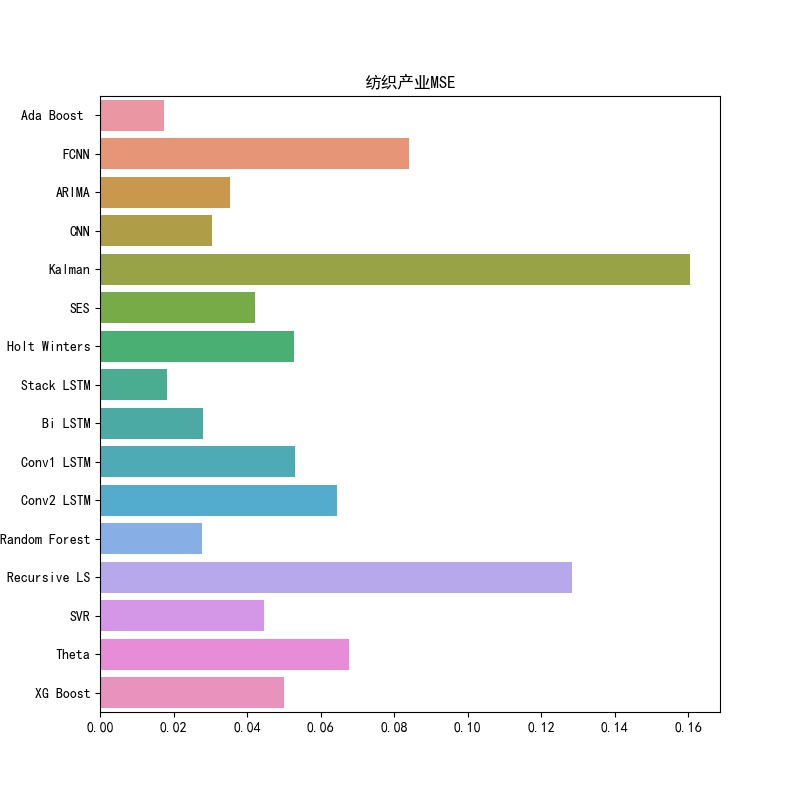 纺织产业MSE
Ada Boost
FCNN
ARIMA
CNN
Kalman
SES
Holt Winters
Stack LSTM
Bi LSTM
Conv1 LSTM
Conv2 LSTM
Random Forest
Recursive LS
SVR
Theta
XG Boost
0.00 0.02 0.04 0.06 0.08 0.10 0.12 0.14 0.16